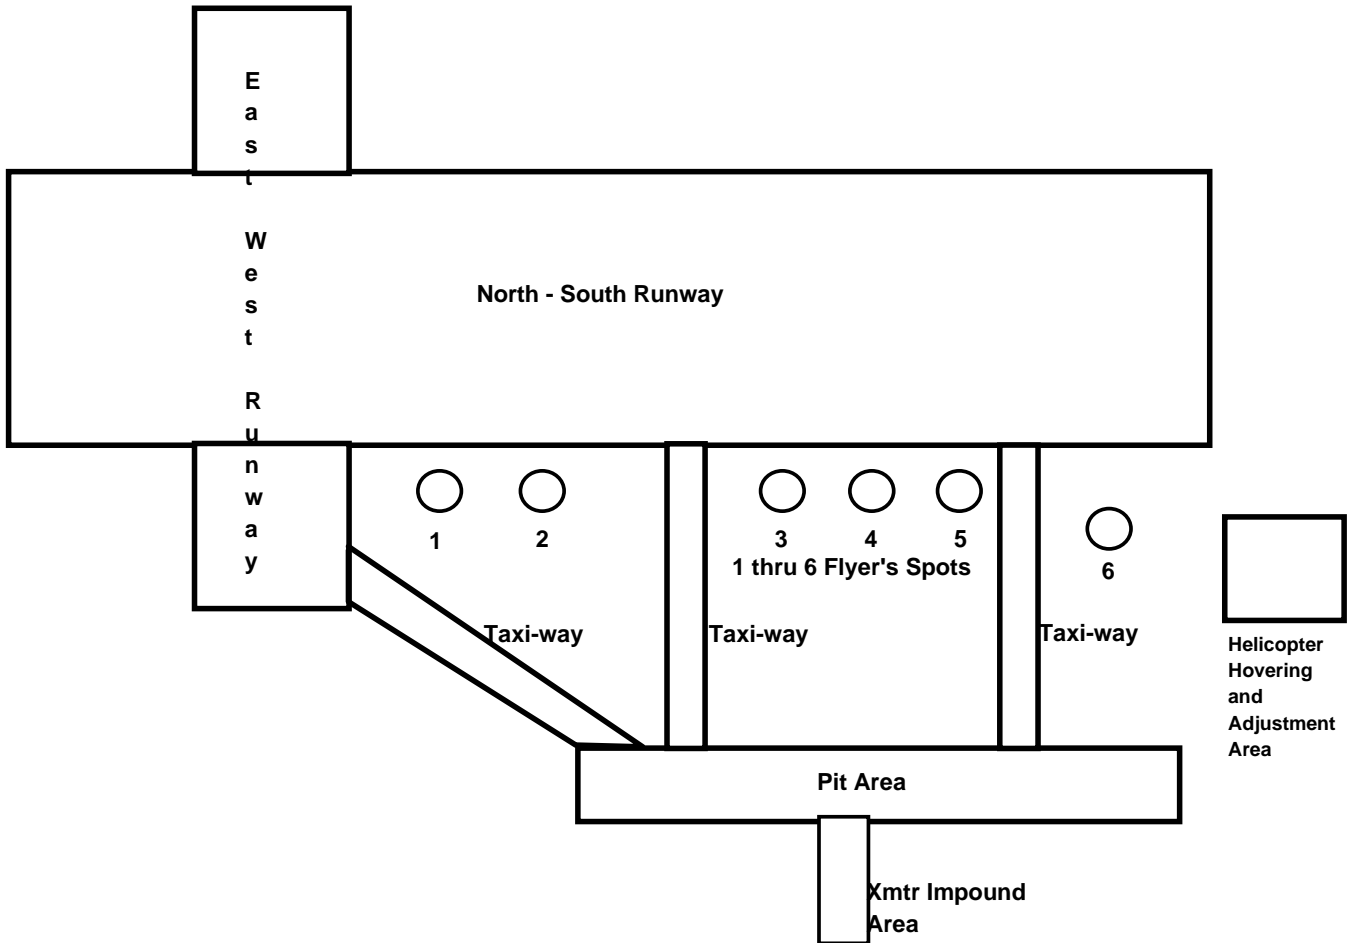 East West Runway
North - South Runway
1
2
3
4
5
1 thru 6 Flyer's Spots
6
Taxi-way
Taxi-way
Taxi-way
Helicopter
Hovering
and
Adjustment
Area
Pit Area
Xmtr Impound
Area